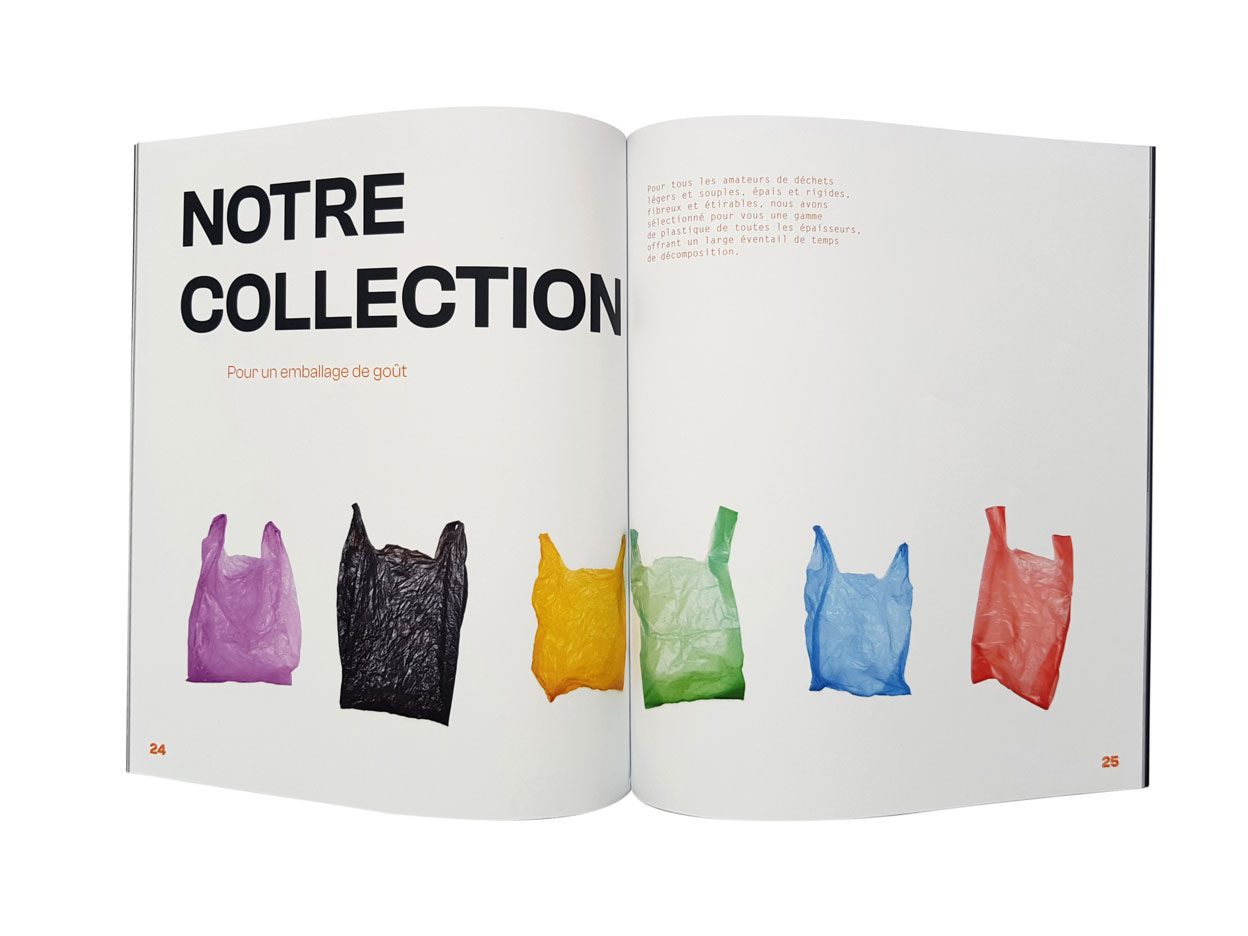 NOTRE
COLLECTION
Pour un emballage de goût
24
Pour tous les amateurs de déchets
légers et souples, épais et rigides,
fibreux et étirables, nous avons
sélectionné pour vous une gamme
de plastique de toutes les épaisseurs,
offrant un large éventail de temps
de décomposition.
25